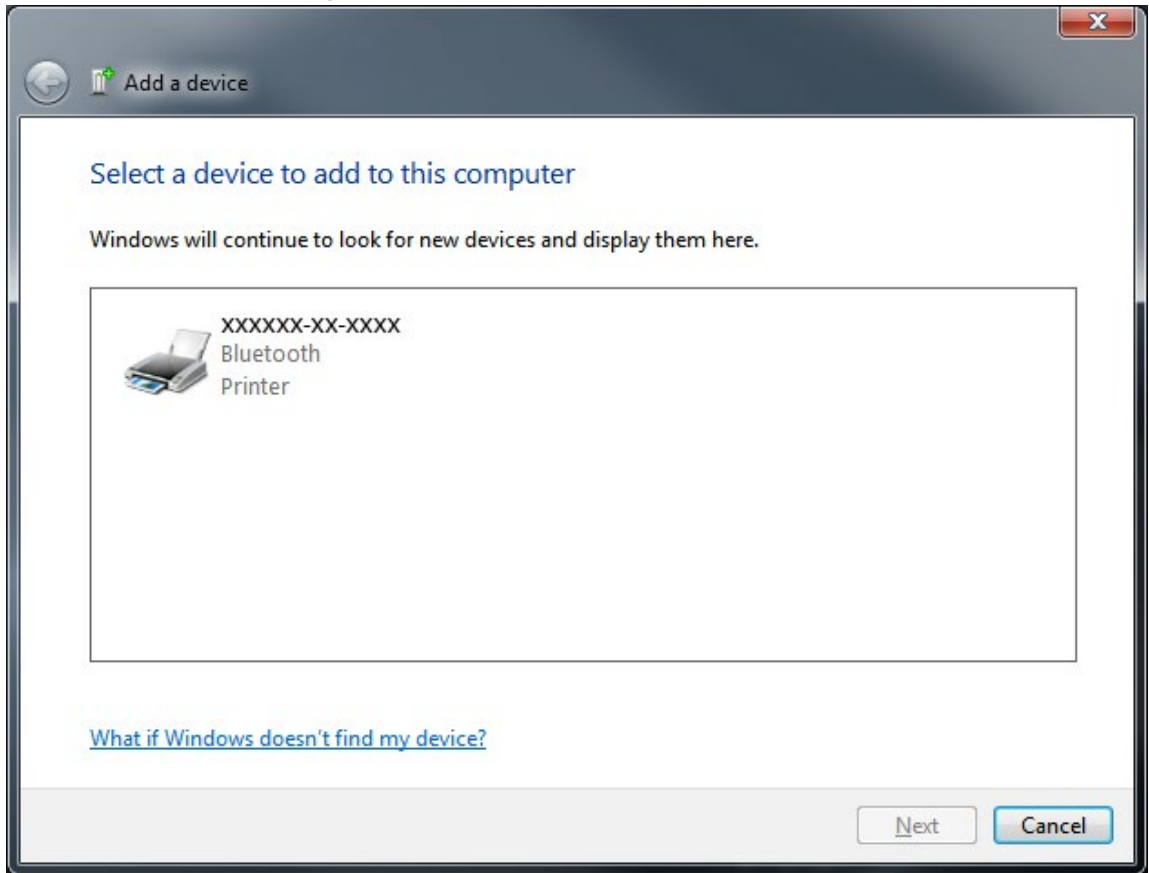 Add a device
Select a device to add to this computer
Windows will continue to look for new devices and display them here.
XXXXXX-XX-XXXX
Bluetooth
Printer
What if Windows doesn't find my device?
Next
Cancel